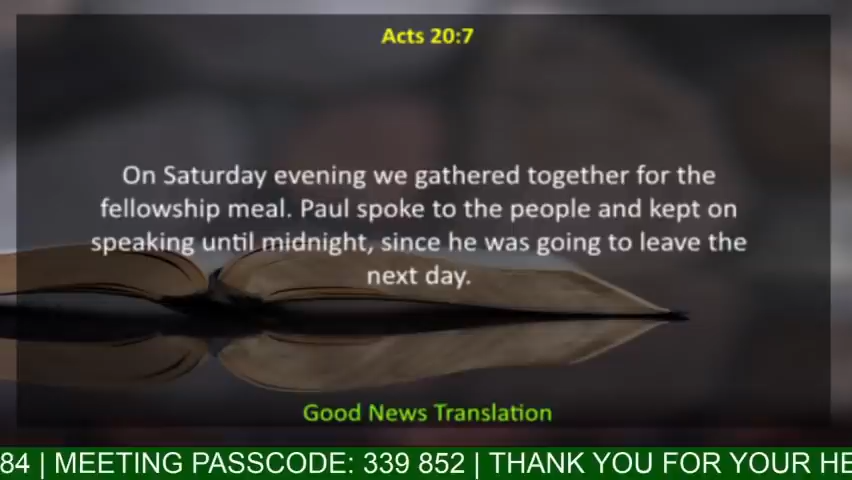 Acts 20:7
On Saturday evening we gathered together for the
fellowship meal. Paul spoke to the people and kept on
speaking until midnight, since he was going to leave the
next day.
Good News Translation
84 | MEETING PASSCODE: 339 852 | THANK YOU FOR YOUR HE